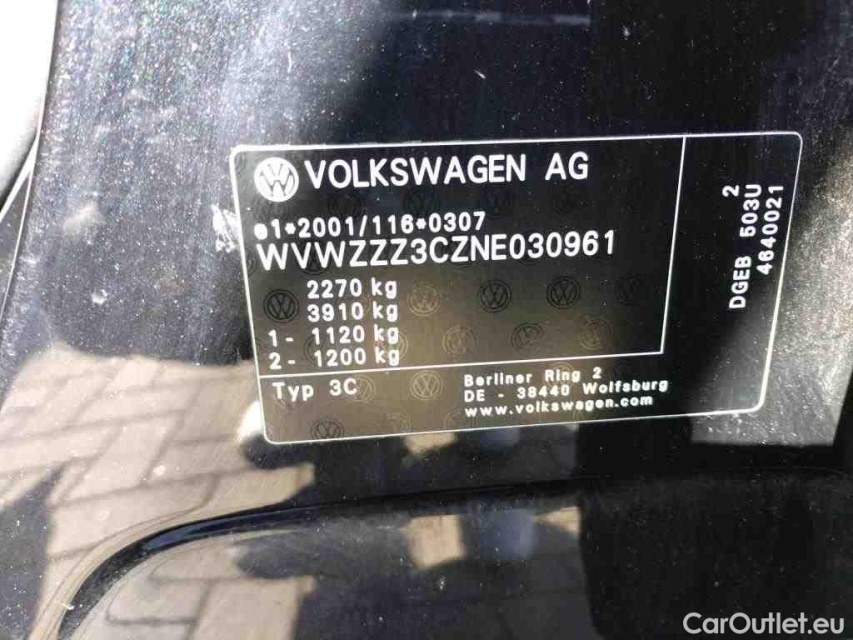 VOLKSWAGEN AG
e1*2001/116*0307
WVWZZZ3CZNE030961
2270 kg
3910 kg
1- 1120 kg
2- 1200 kg
Typ 3C
Berliner Ring 2
DE - 38440 Wolfsburg
www.volkswagen.com
2
DGEB 503U
4640021
CarOutlet.eu